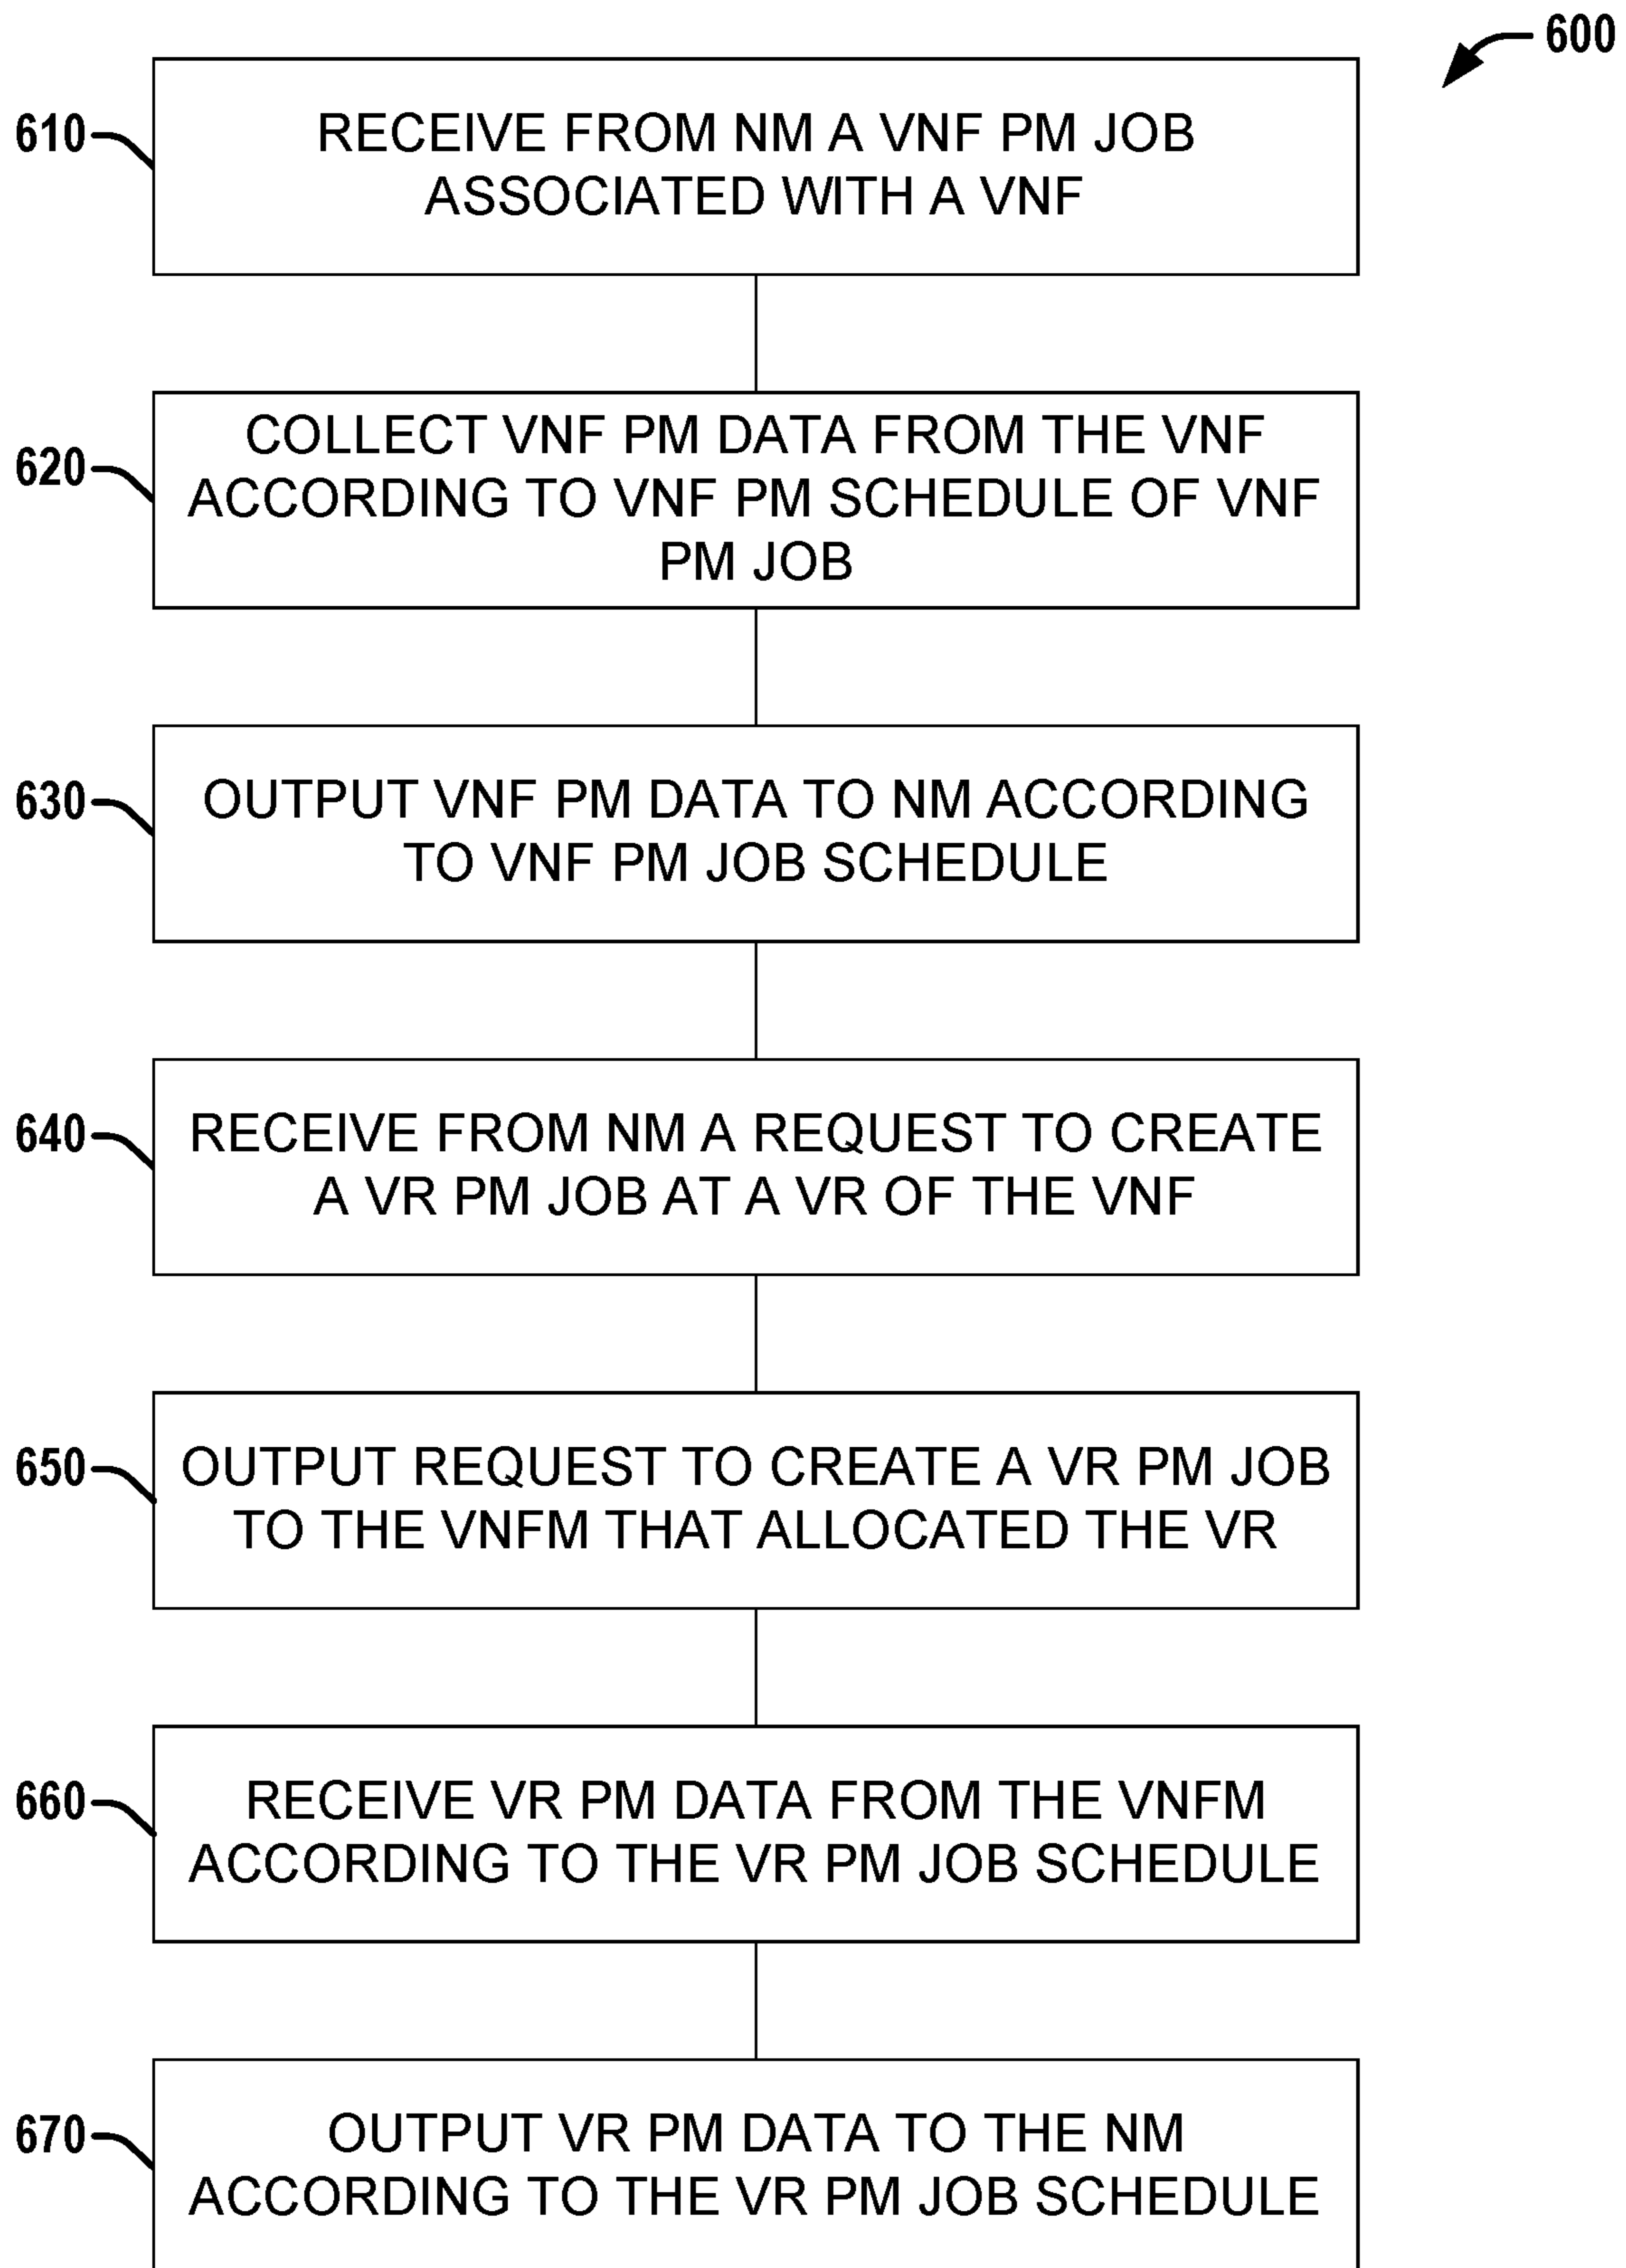 600
610
RECEIVE FROM NM A VNF PM JOB
ASSOCIATED WITH A VNF
620
COLLECT VNF PM DATA FROM THE VNF
ACCORDING TO VNF PM SCHEDULE OF VNF
PM JOB
630
OUTPUT VNF PM DATA TO NM ACCORDING
TO VNF PM JOB SCHEDULE
640
RECEIVE FROM NM A REQUEST TO CREATE
A VR PM JOB AT A VR OF THE VNF
650
OUTPUT REQUEST TO CREATE A VR PM JOB
TO THE VNFM THAT ALLOCATED THE VR
660
RECEIVE VR PM DATA FROM THE VNFM
ACCORDING TO THE VR PM JOB SCHEDULE
670
OUTPUT VR PM DATA TO THE NM
ACCORDING TO THE VR PM JOB SCHEDULE